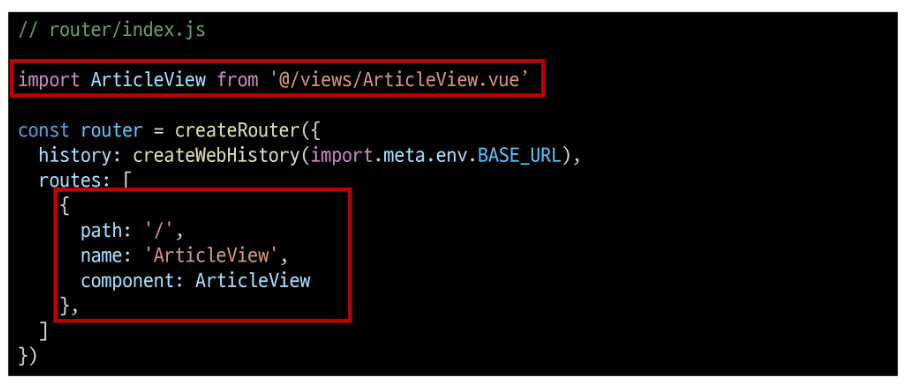 // router/index.js
import ArticleView from '@/views/ArticleView.vue’
const router = createRouter({
  history: createWebHistory(import.meta.env.BASE_URL),
  routes: [
    {
      path: '/',
      name: 'ArticleView',
      component: ArticleView
    },
  ]
})